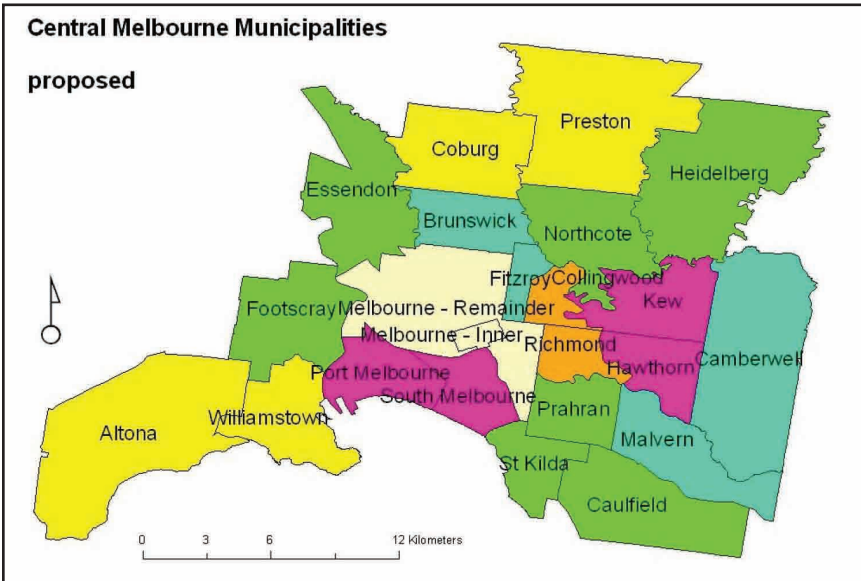 Central Melbourne Municipalities
proposed
Preston
Coburg
Heidelberg
Essendon
Brunswick
Northcote
Fitzroy
Collingwood
Kew
Footscray
Melbourne - Remainder
Melbourne - Inner
Richmond
Hawthorn
Camberwell
Port Melbourne
South Melbourne
Prahran
Altona
Williamstown
Malvern
St Kilda
Caulfield
0 3 6 12 Kilometers